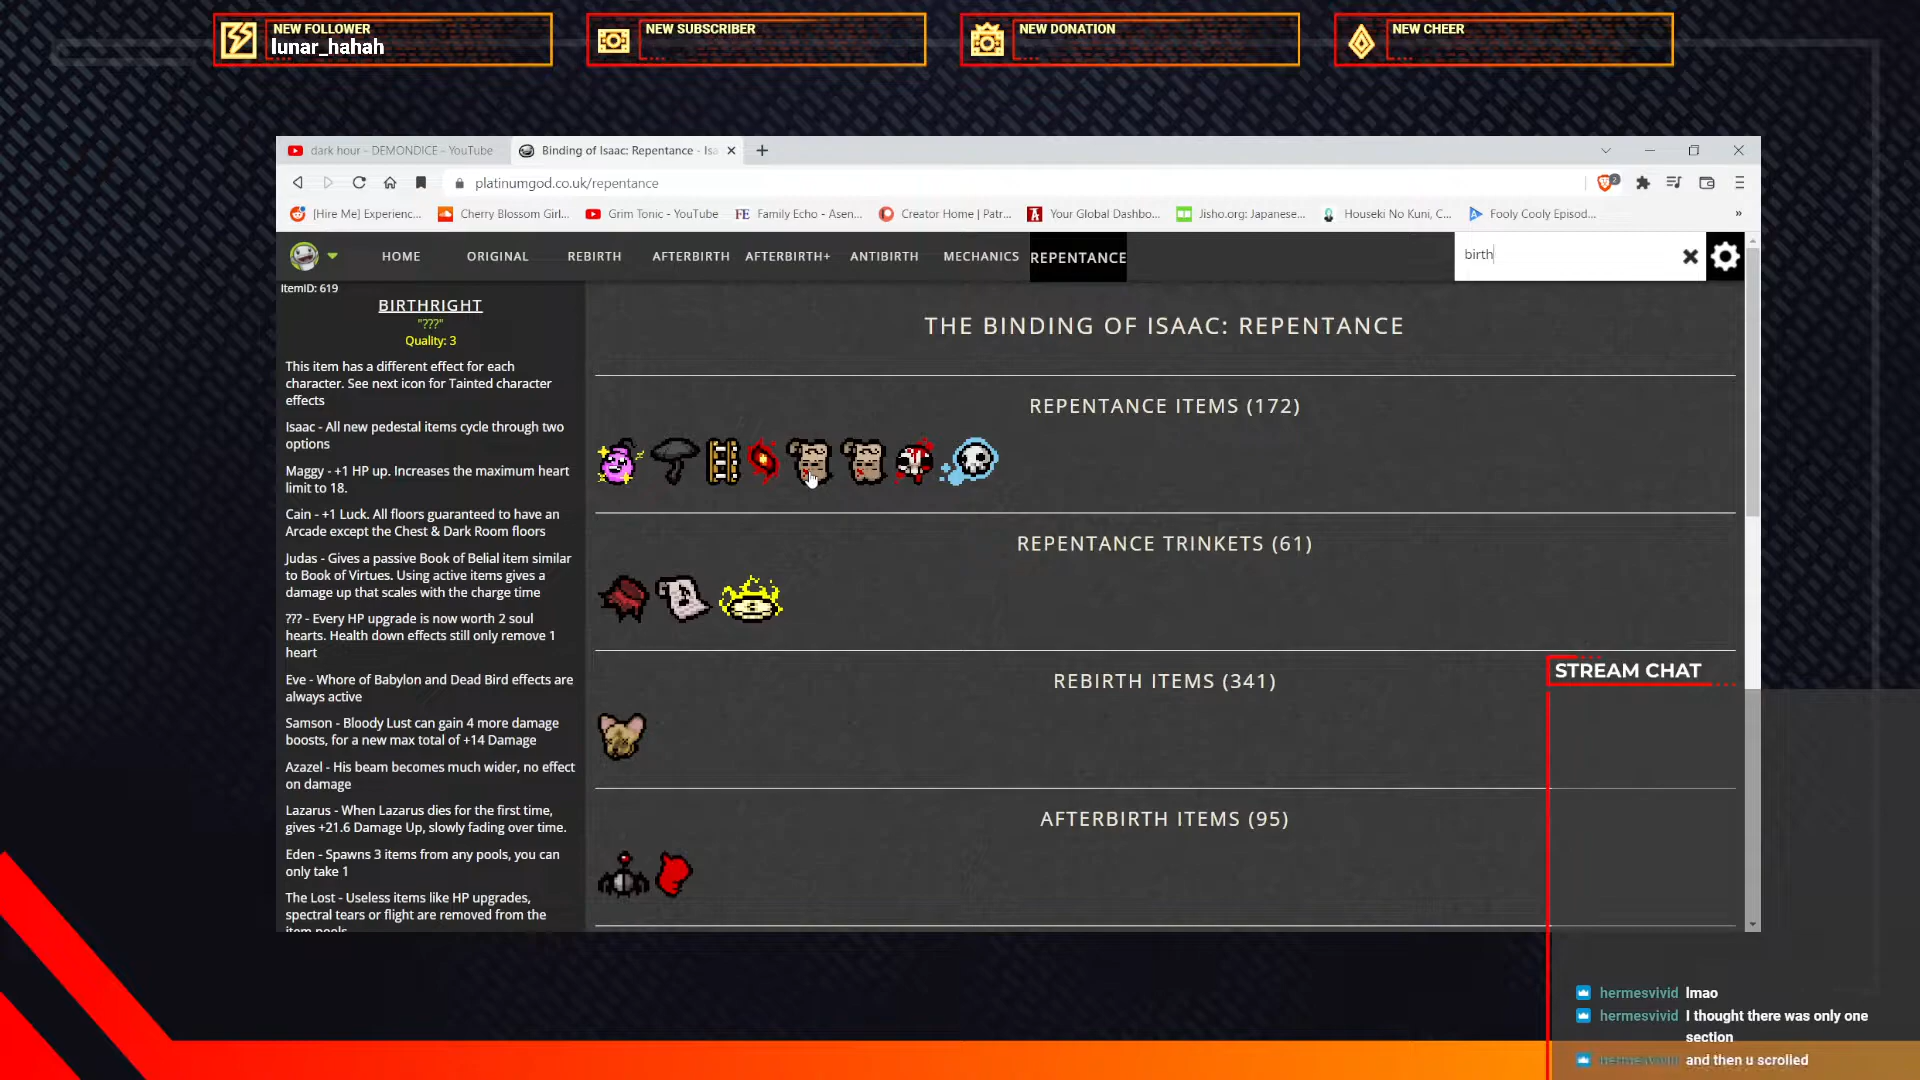 NEW FOLLOWER
lunar_hahah
NEW SUBSCRIBER
NEW DONATION
NEW CHEER
dark hour - DEMONDICE - YouTube
Binding of Isaac: Repentance - Isa
platinumgod.co.uk/repentance
[Hire Me] Experienc...
Cherry Blossom Girl...
Grim Tonic - YouTube
FE Family Echo - Asen...
Creator Home | Patr...
Your Global Dashbo...
Jisho.org: Japanese...
Houseki No Kuni, C...
Fooly Cooly Episod...
»
HOME
ORIGINAL
REBIRTH
AFTERBIRTH
AFTERBIRTH+
ANTIBIRTH
MECHANICS
REPENTANCE
birth
ItemID: 619
BIRTHRIGHT
"???"
Quality: 3
This item has a different effect for each
character. See next icon for Tainted character
effects
Isaac - All new pedestal items cycle through two
options
Maggy - +1 HP up. Increases the maximum heart
limit to 18.
Cain - +1 Luck. All floors guaranteed to have an
Arcade except the Chest & Dark Room floors
Judas - Gives a passive Book of Belial item similar
to Book of Virtues. Using active items gives a
damage up that scales with the charge time
??? - Every HP upgrade is now worth 2 soul
hearts. Health down effects still only remove 1
heart
Eve - Whore of Babylon and Dead Bird effects are
always active
Samson - Bloody Lust can gain 4 more damage
boosts, for a new max total of +14 Damage
Azazel - His beam becomes much wider, no effect
on damage
Lazarus - When Lazarus dies for the first time,
gives +21.6 Damage Up, slowly fading over time.
Eden - Spawns 3 items from any pools, you can
only take 1
The Lost - Useless items like HP upgrades,
spectral tears or flight are removed from the
item pools
THE BINDING OF ISAAC: REPENTANCE
REPENTANCE ITEMS (172)
REPENTANCE TRINKETS (61)
REBIRTH ITEMS (341)
AFTERBIRTH ITEMS (95)
STREAM CHAT
hermesvivid lmao
hermesvivid I thought there was only one
section
hermesvivid and then u scrolled